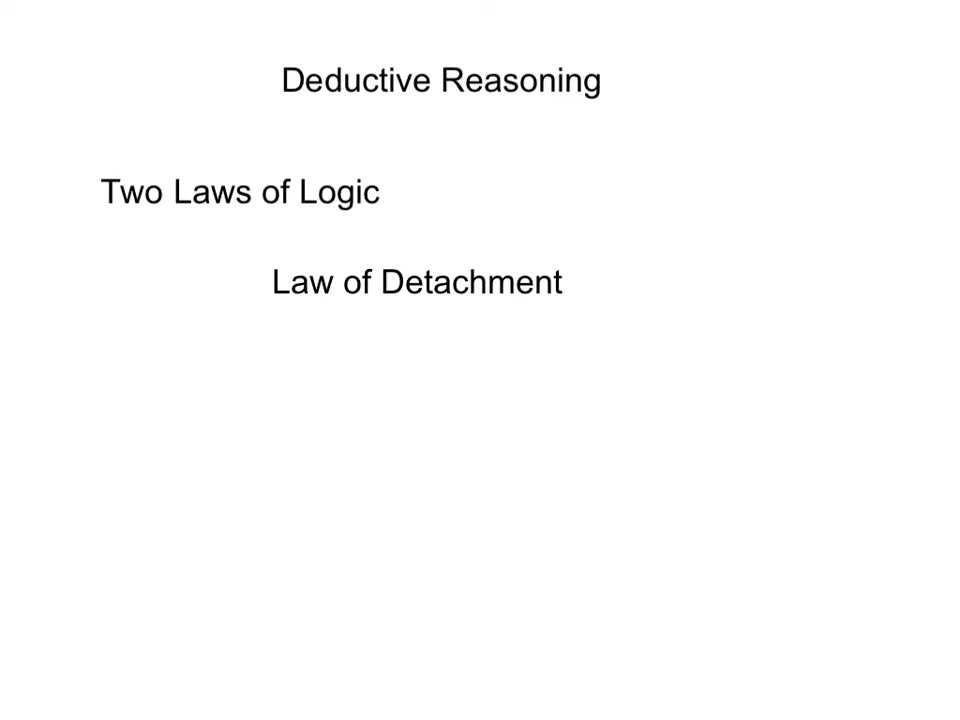 Deductive Reasoning
Two Laws of Logic
Law of Detachment